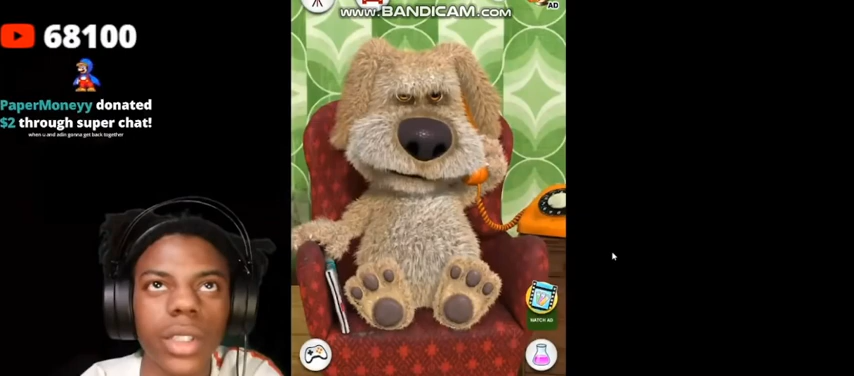 www.BANDICAM.com
AD
68100
PaperMoneyy donated
$2 through super chat!
when u and adin gonna get back together
WATCH AD